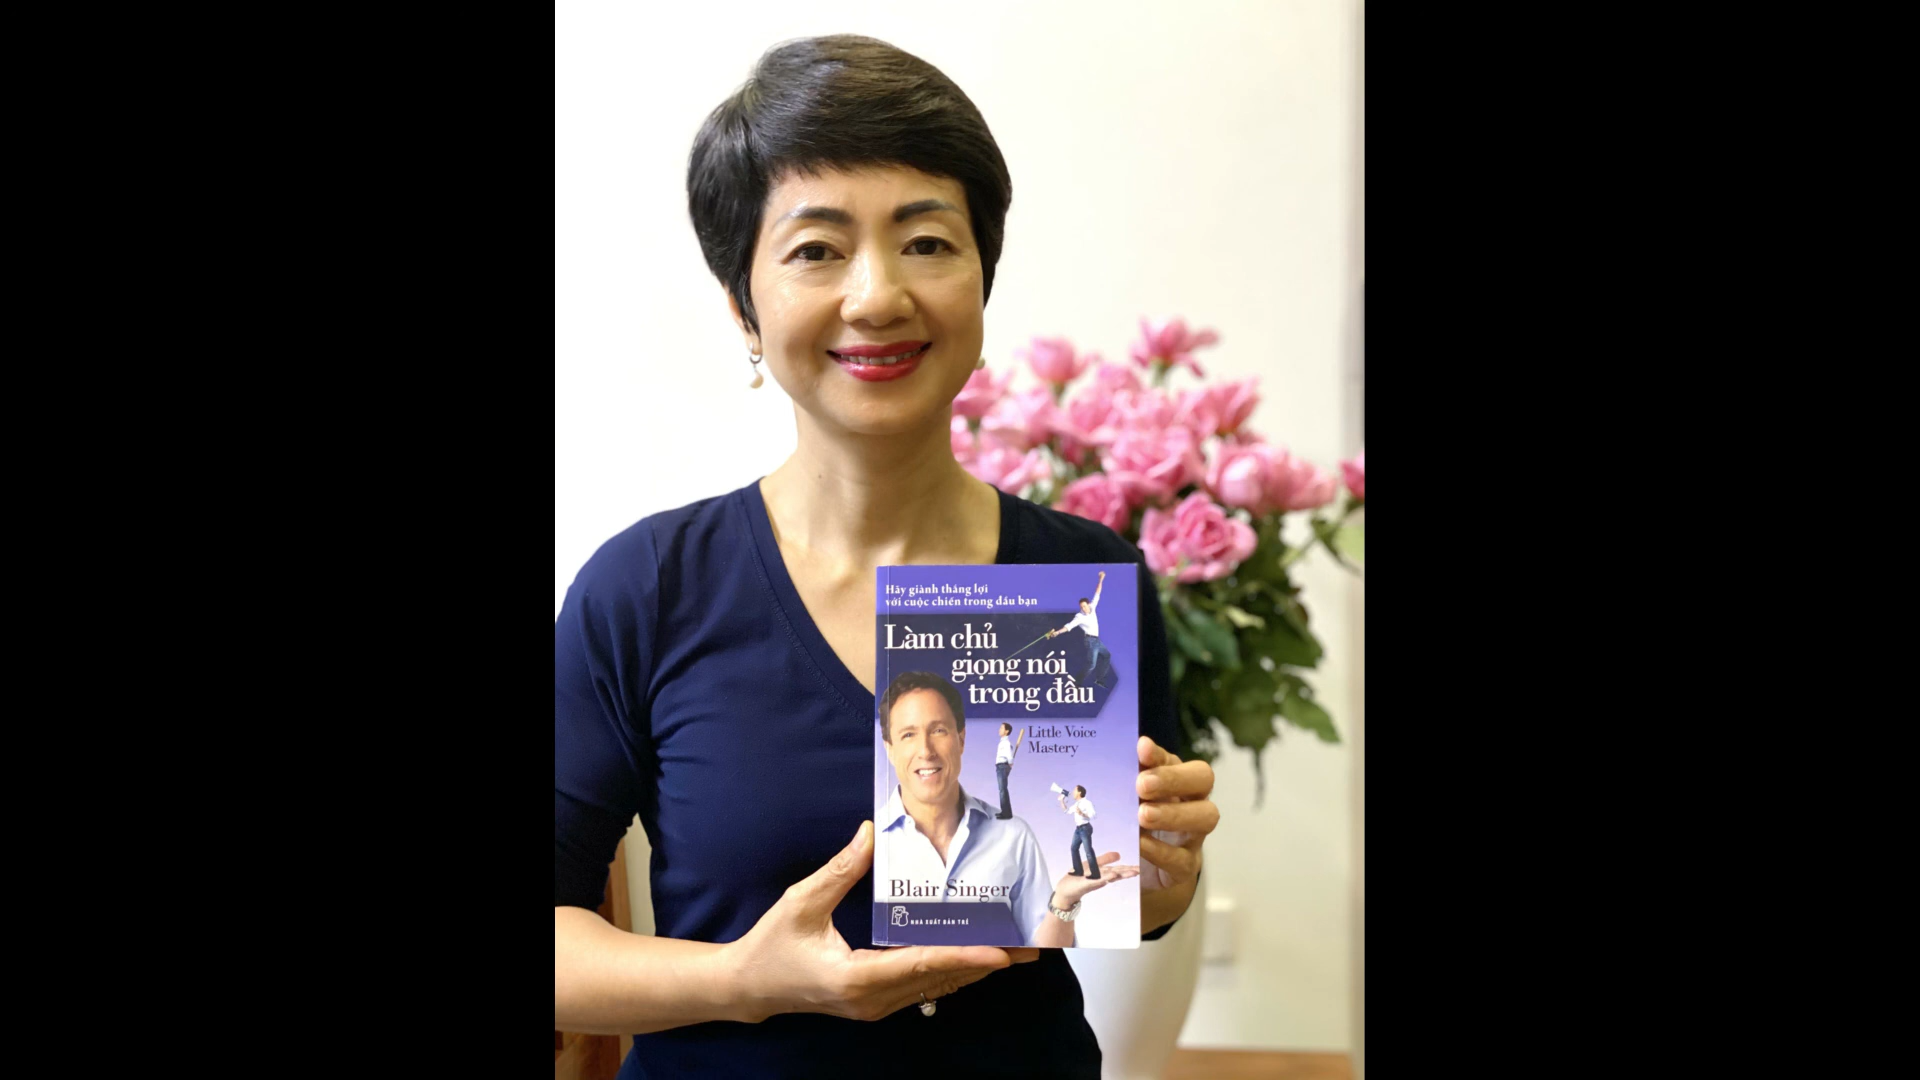 Hãy giành thắng lợi
với cuộc chiến trong đầu bạn
Làm chủ
giọng nói
trong đầu
Little Voice
Mastery
Blair Singer
NHÀ XUẤT BẢN TRẺ